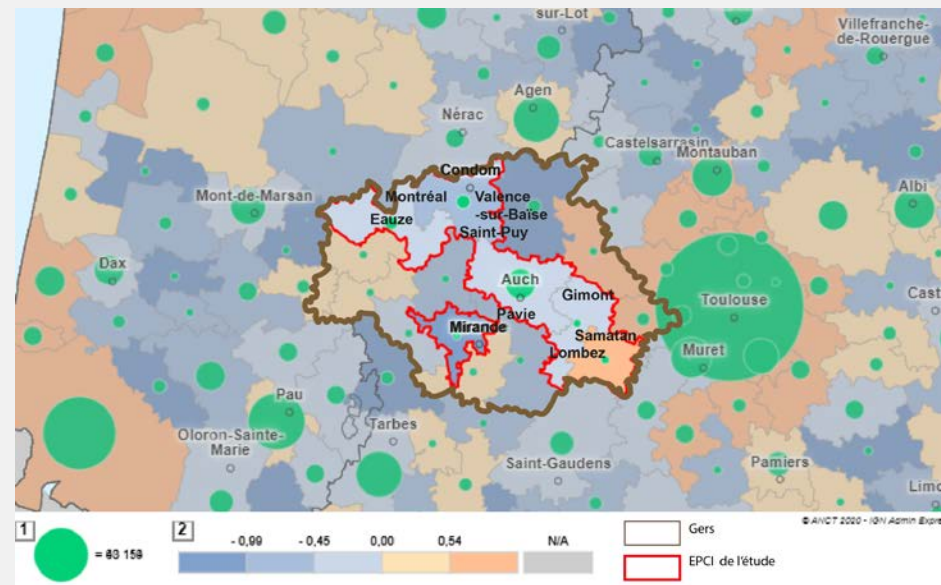 sur-Lot
Villefranche-
de-Rouergue
Agen
Nérac
Castelsarrasin
Montauban
Condom
Mont-de-Marsan
Montréal
Valence
-sur-Baïse
Albi
Eauze
Saint-Puy
Dax
Auch
Gimont
Toulouse
Cast
Pavie
Mirande
Samatan
Lombez
Muret
Pau
Tarbes
Oloron-Sainte-
Marie
Saint-Gaudens
Pamiers
Limo
© ANCT 2020 - IGN Admin Expre
1
2
- 0,99
- 0,45
0,00
0,54
N/A
Gers
EPCI de l'étude